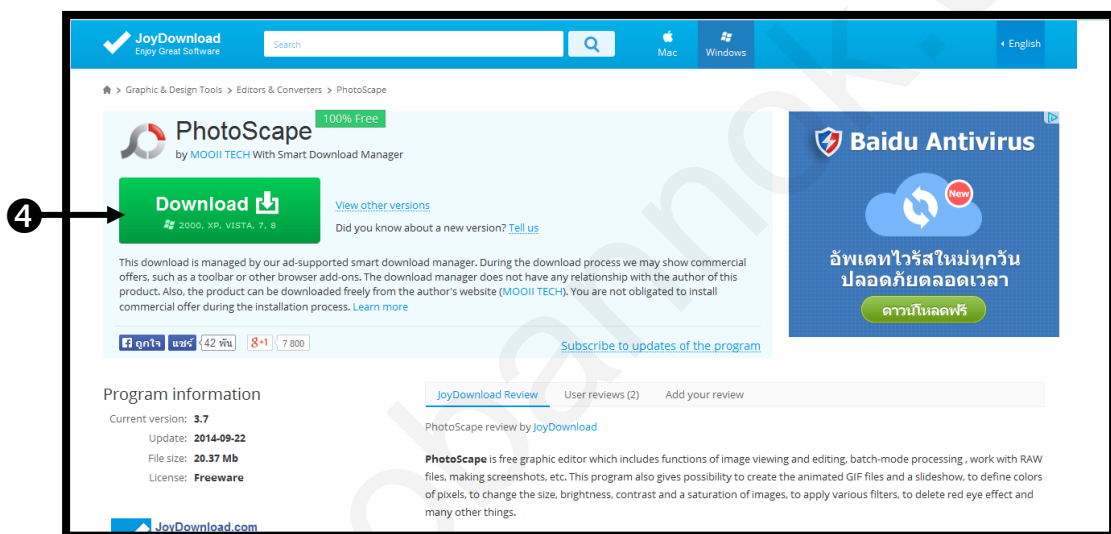 JoyDownload
Enjoy Great Software
Search
Mac
Windows
English
> Graphic & Design Tools > Editors & Converters > PhotoScape
PhotoScape
100% Free
by MOOII TECH With Smart Download Manager
4
Download
2000, XP, VISTA, 7, 8
View other versions
Did you know about a new version? Tell us
This download is managed by our ad-supported smart download manager. During the download process we may show commercial
offers, such as a toolbar or other browser add-ons. The download manager does not have any relationship with the author of this
product. Also, the product can be downloaded freely from the author's website (MOOII TECH). You are not obligated to install
commercial offer during the installation process. Learn more
ถูกใจ แชร์ 42 พัน 8+1 7 800
Subscribe to updates of the program
Baidu Antivirus
New
อัพเดทไวรัสใหม่ทุกวัน
ปลอดภัยตลอดเวลา
ดาวน์โหลดฟรี
Program information
Current version: 3.7
Update: 2014-09-22
File size: 20.37 Mb
License: Freeware
JoyDownload.com
JoyDownload Review User reviews (2) Add your review
PhotoScape review by JoyDownload
PhotoScape is free graphic editor which includes functions of image viewing and editing, batch-mode processing , work with RAW
files, making screenshots, etc. This program also gives possibility to create the animated GIF files and a slideshow, to define colors
of pixels, to change the size, brightness, contrast and a saturation of images, to apply various filters, to delete red eye effect and
many other things.